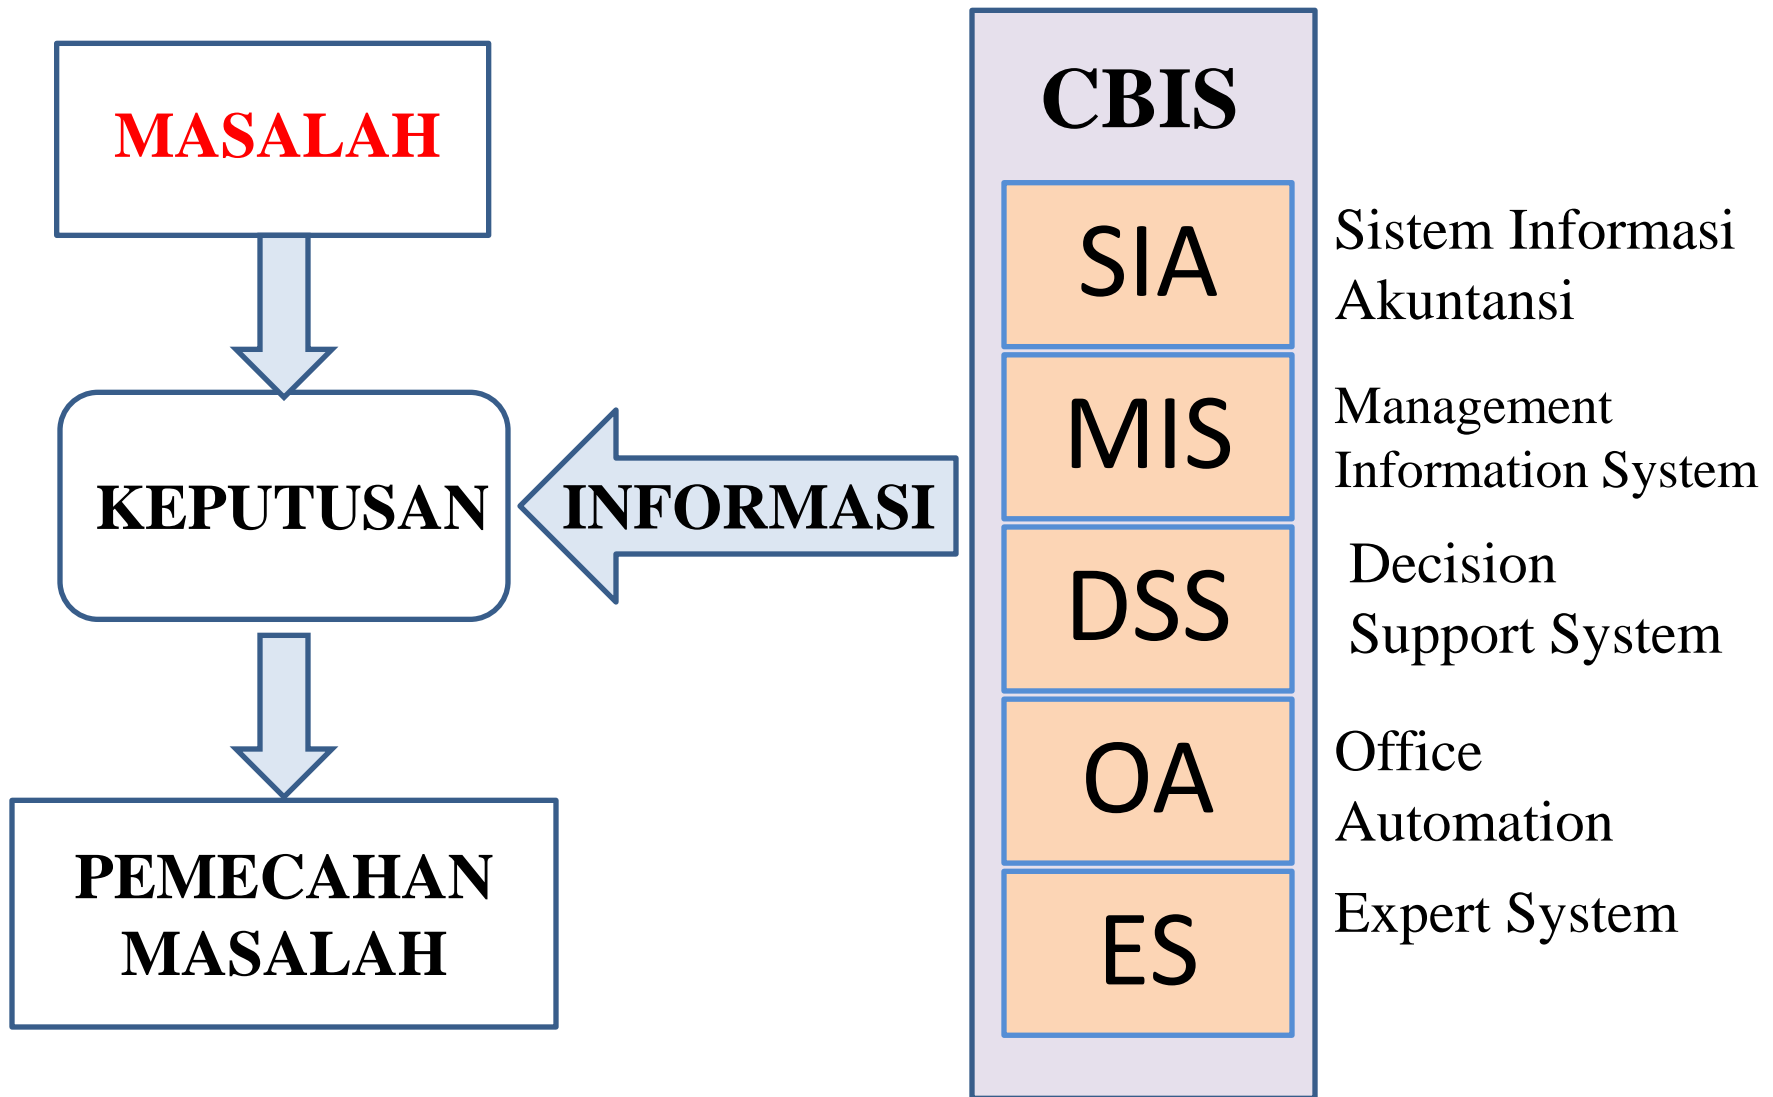 MASALAH
KEPUTUSAN
PEMECAHAN
MASALAH
INFORMASI
CBIS
SIA
Sistem Informasi
Akuntansi
MIS
Management
Information System
DSS
Decision
Support System
OA
Office
Automation
ES
Expert System